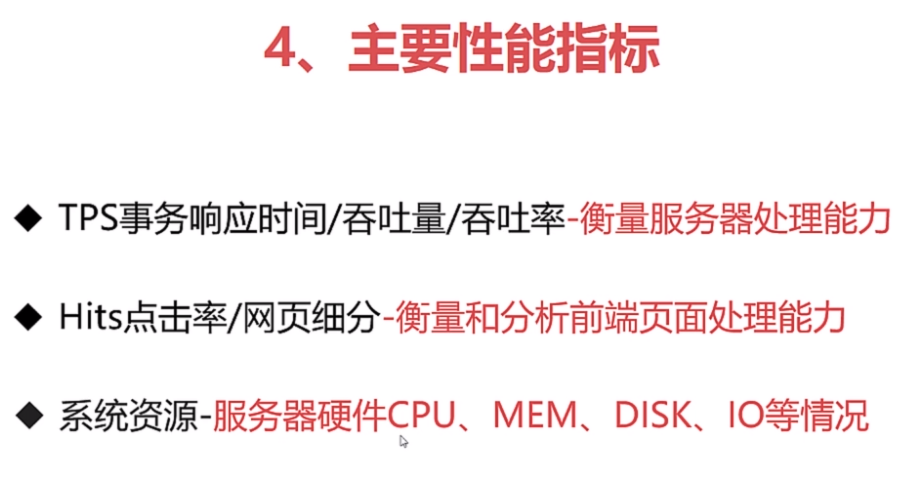 4、主要性能指标
◆ TPS事务响应时间/吞吐量/吞吐率-衡量服务器处理能力
◆ Hits点击率/网页细分-衡量和分析前端页面处理能力
◆ 系统资源-服务器硬件CPU、MEM、DISK、IO等情况